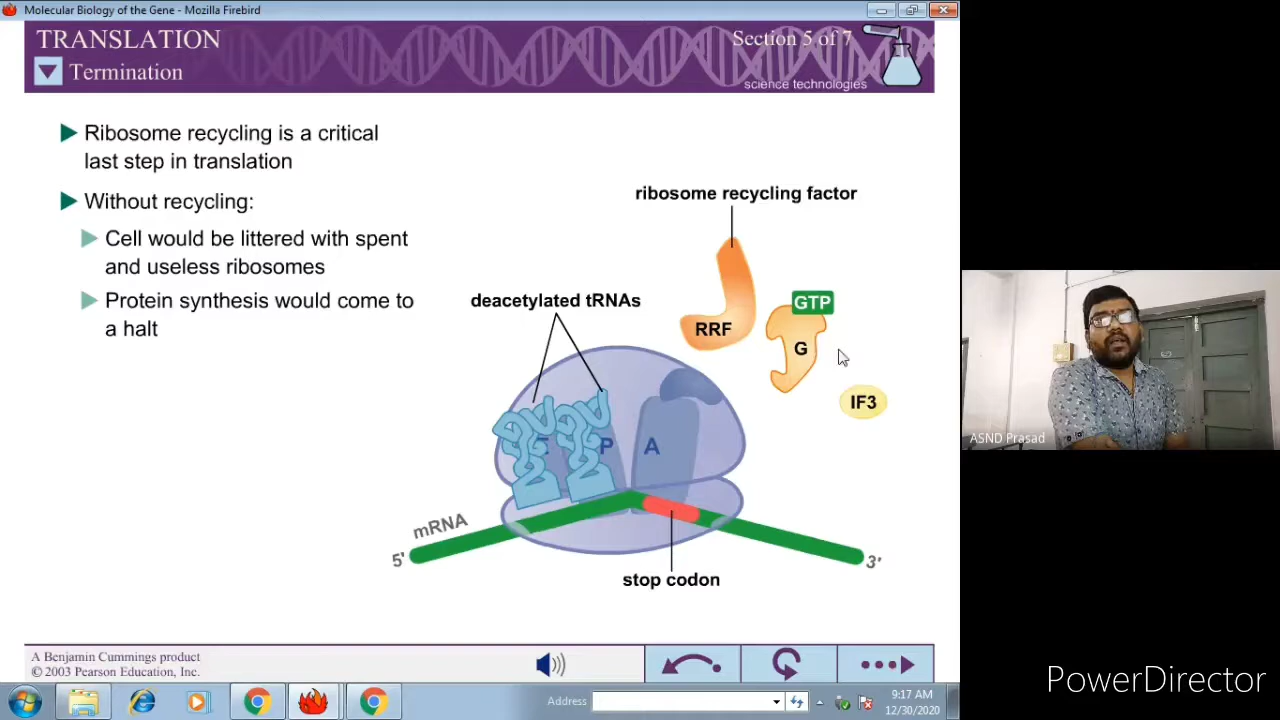 Molecular Biology of the Gene - Mozilla Firebird
TRANSLATION
Section 5 of 7
Termination
science technologies
Ribosome recycling is a critical
last step in translation
Without recycling:
Cell would be littered with spent
and useless ribosomes
Protein synthesis would come to
a halt
ribosome recycling factor
deacetylated tRNAs
GTP
RRF
G
IF3
E
P
A
mRNA
5'
3'
stop codon
ASND Prasad
A Benjamin Cummings product
© 2003 Pearson Education, Inc.
Address
9:17 AM
12/30/2020
PowerDirector